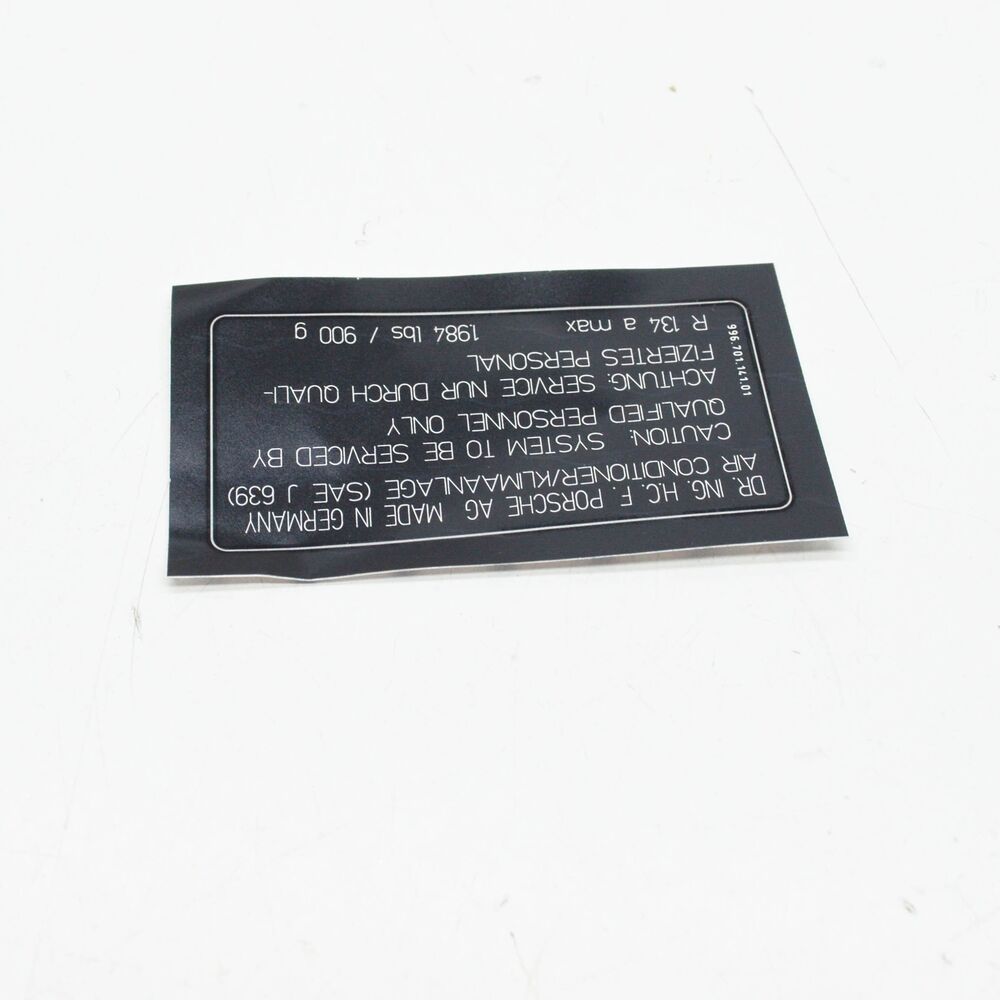 DR. ING. H.C. F. PORSCHE AG MADE IN GERMANY
AIR CONDITIONER/KLIMAANLAGE (SAE J 639)
CAUTION: SYSTEM TO BE SERVICED BY
QUALIFIED PERSONNEL ONLY
ACHTUNG: SERVICE NUR DURCH QUALI-
FIZIERTES PERSONAL
R 134 a max 1.984 lbs / 900 g
996.701.141.01